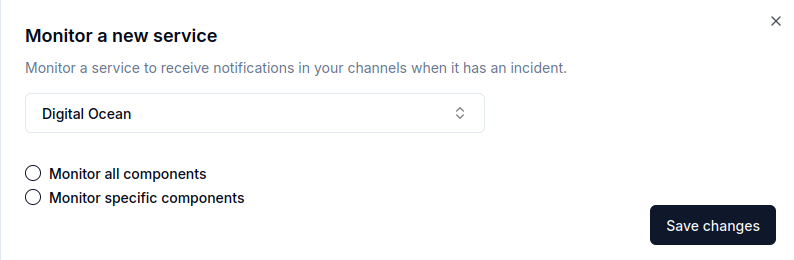 Monitor a new service
Monitor a service to receive notifications in your channels when it has an incident.
Digital Ocean
Monitor all components
Monitor specific components
Save changes